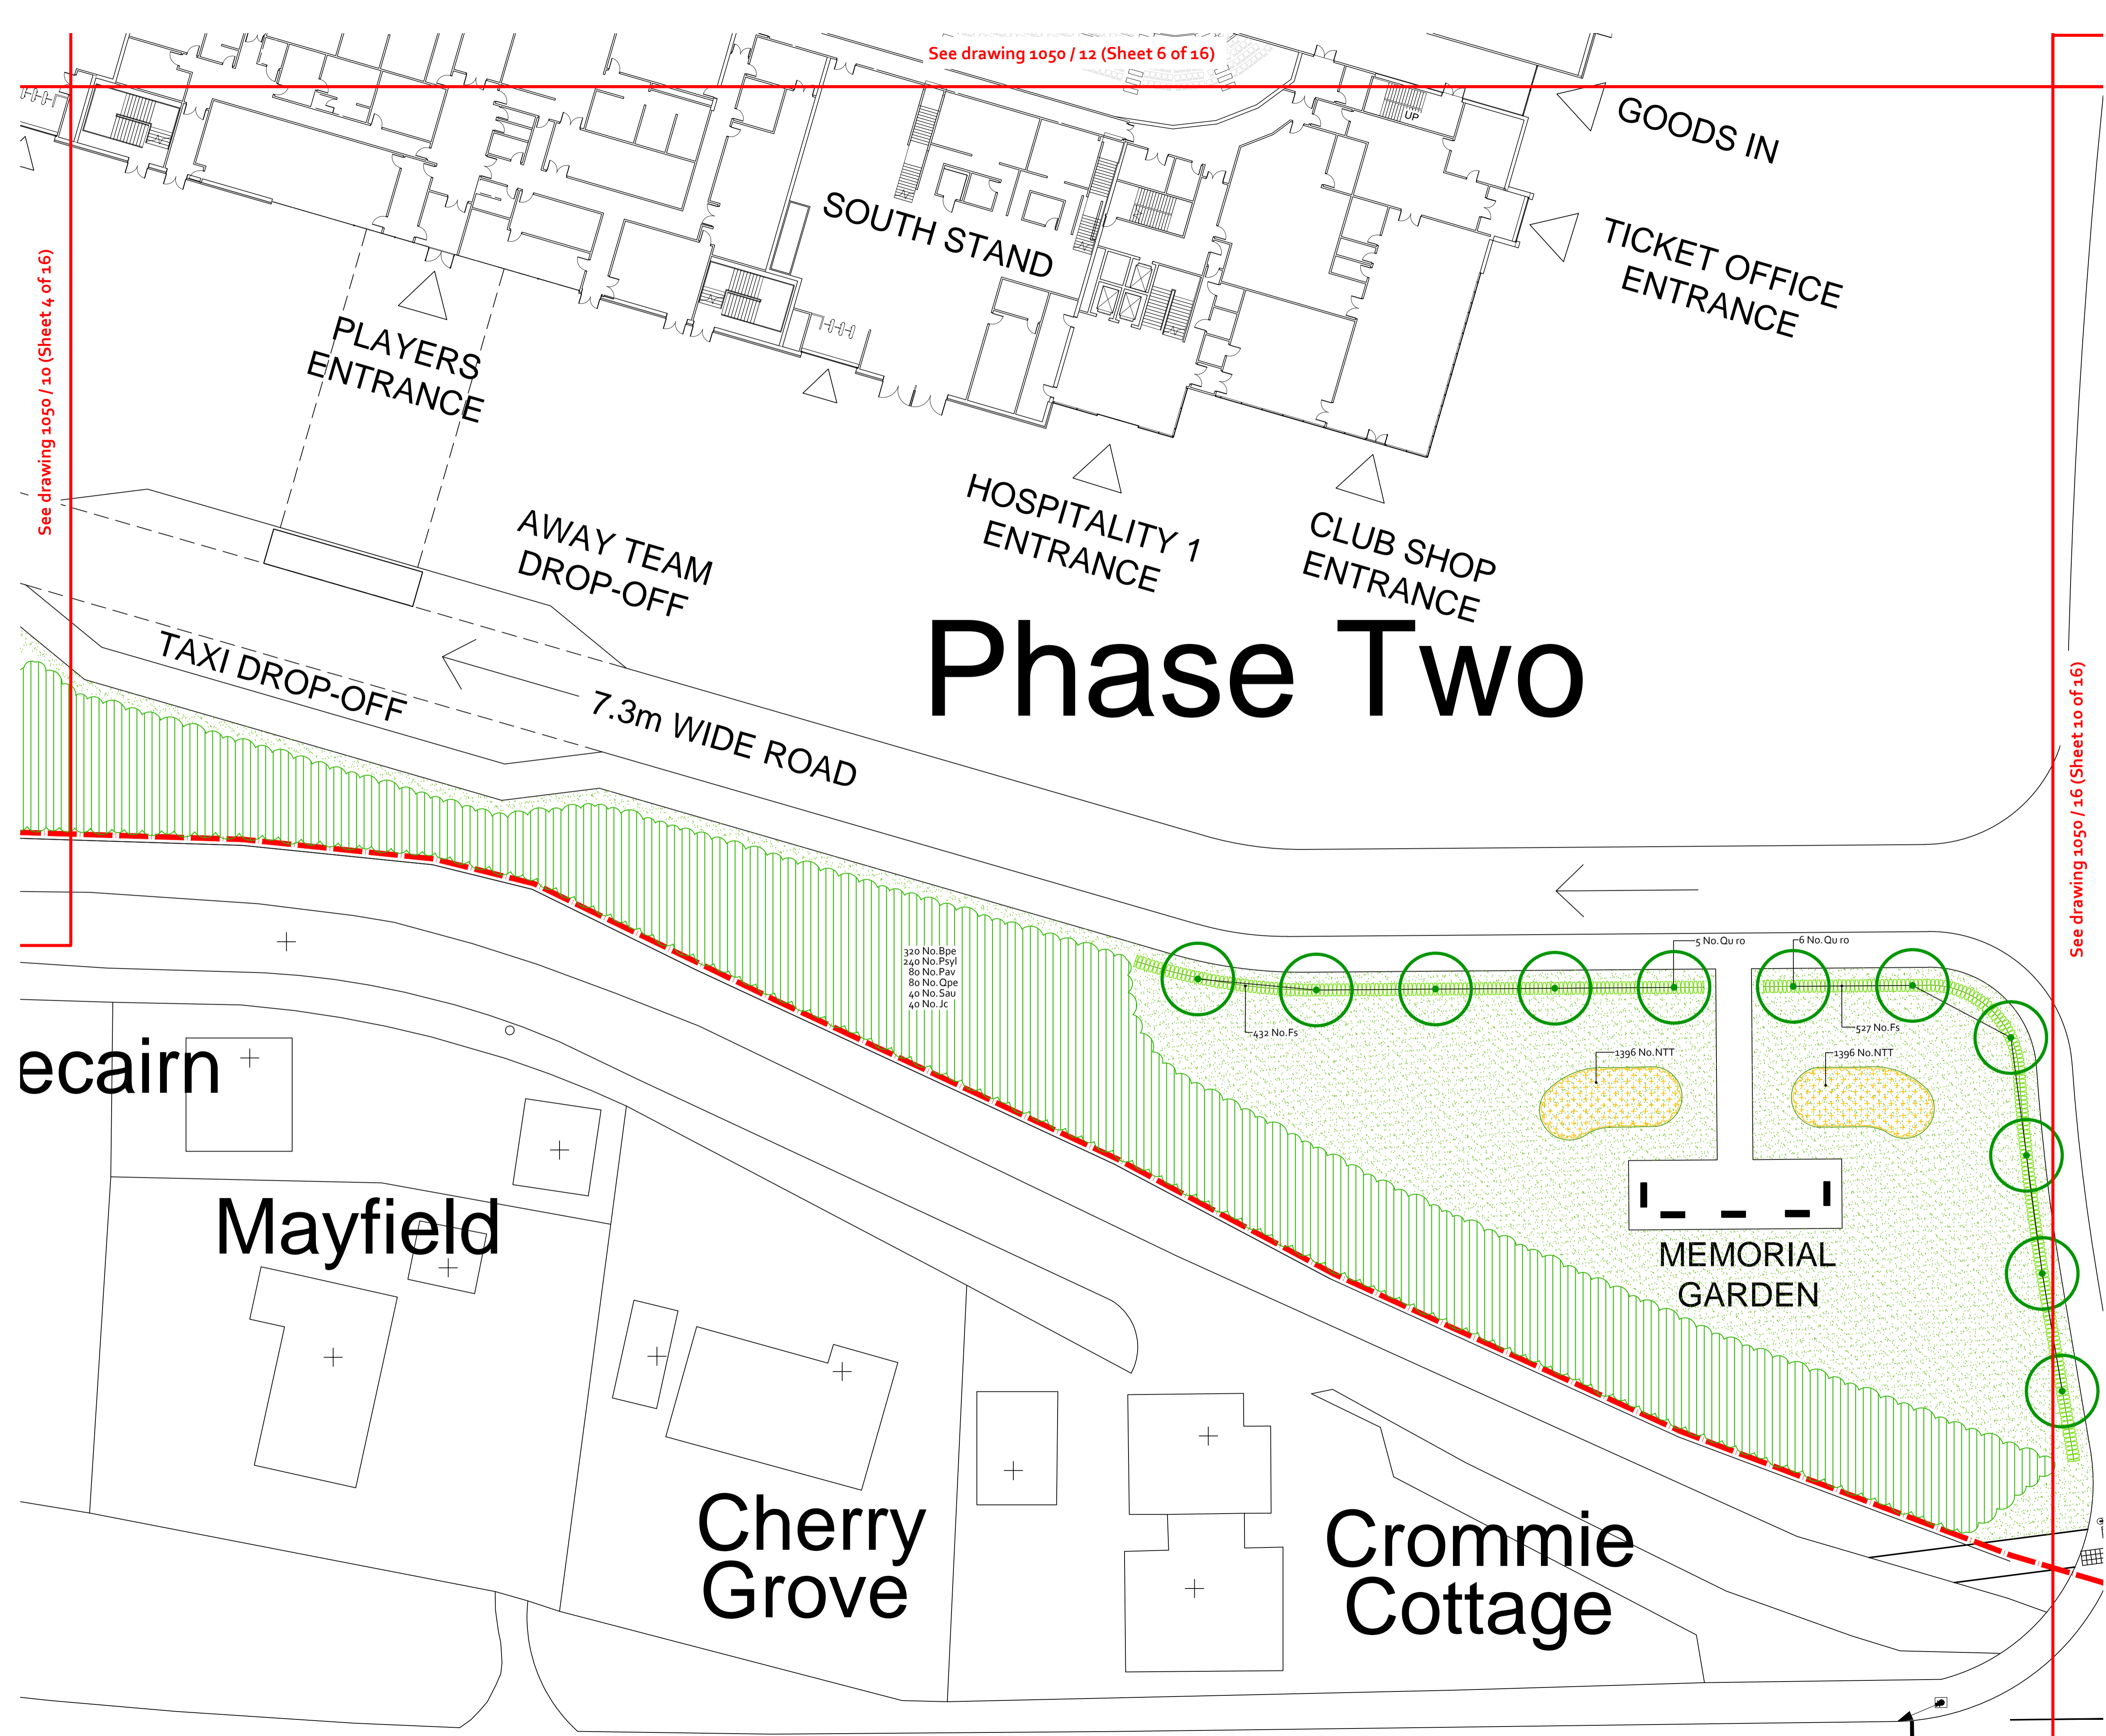 See drawing 1050 / 12 (Sheet 6 of 16)
UP
GOODS IN
SOUTH STAND
TICKET OFFICE
ENTRANCE
See drawing 1050 / 10 (Sheet 4 of 16)
PLAYERS
ENTRANCE
AWAY TEAM
DROP-OFF
HOSPITALITY 1
ENTRANCE
CLUB SHOP
ENTRANCE
Phase Two
TAXI DROP-OFF
7.3m WIDE ROAD
See drawing 1050 / 16 (Sheet 10 of 16)
320 No.Bpe
240 No.Psyl
80 No.Pav
80 No.Qpe
40 No.Sau
40 No.Jc
5 No.Qu ro
6 No.Qu ro
432 No.Fs
527 No.Fs
1396 No.NTT
1396 No.NTT
ecairn
Mayfield
MEMORIAL
GARDEN
Cherry
Grove
Crommie
Cottage